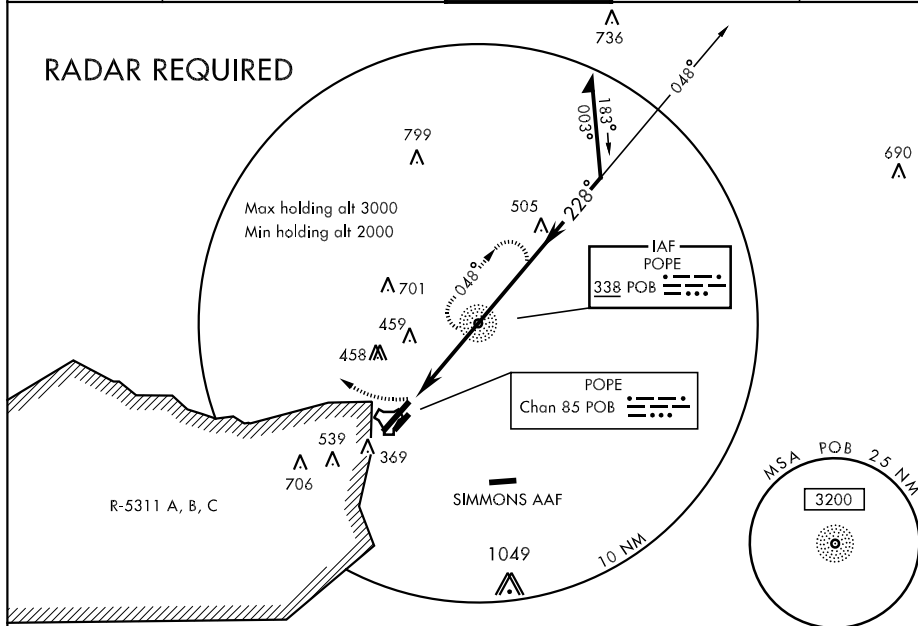 736
RADAR REQUIRED
048°
183°
003°
799
690
Max holding alt 3000
Min holding alt 2000
505
228°
IAF
POPE
338 POB
048°
701
459
458
POPE
Chan 85 POB
539
369
706
R-5311 A, B, C
SIMMONS AAF
1049
10 NM
MSA POB 25 NM
3200